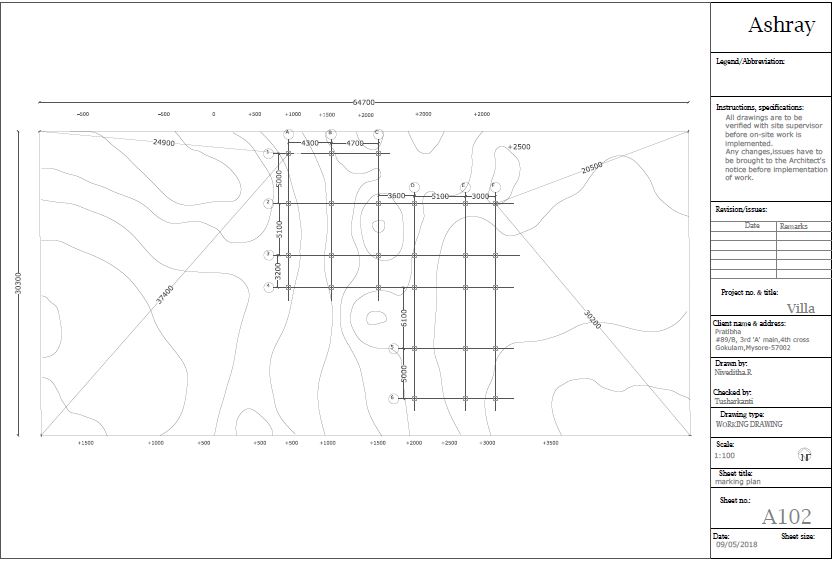 64700
-600 -600 0 +500 +1000 +1500 +2000 +2000 +2000
A B C
24900 4300 4700 +2500
1
5000 20500
D E F
3600 5100 3000
2
5100
3
3200
30300 4
37400 6100 30200
5
5000
6
+1500 +1000 +500 +500 +500 +1000 +1500 +2000 +2500 +3000 +3500
Ashray
Legend/Abbreviation:
Instructions, specifications:
All drawings are to be
verified with site supervisor
before on-site work is
implemented.
Any changes,issues have to
be brought to the Architect's
notice before implementation
of work.
Revision/issues:
Date Remarks
Project no. & title:
Villa
Client name & address:
Pratibha
#89/B, 3rd 'A' main,4th cross
Gokulam,Mysore-57002
Drawn by:
Niveditha.R
Checked by:
Tusharkanti
Drawing type:
WORKING DRAWING
Scale:
1:100
N
Sheet title:
marking plan
Sheet no.:
A102
Date: Sheet size:
09/05/2018